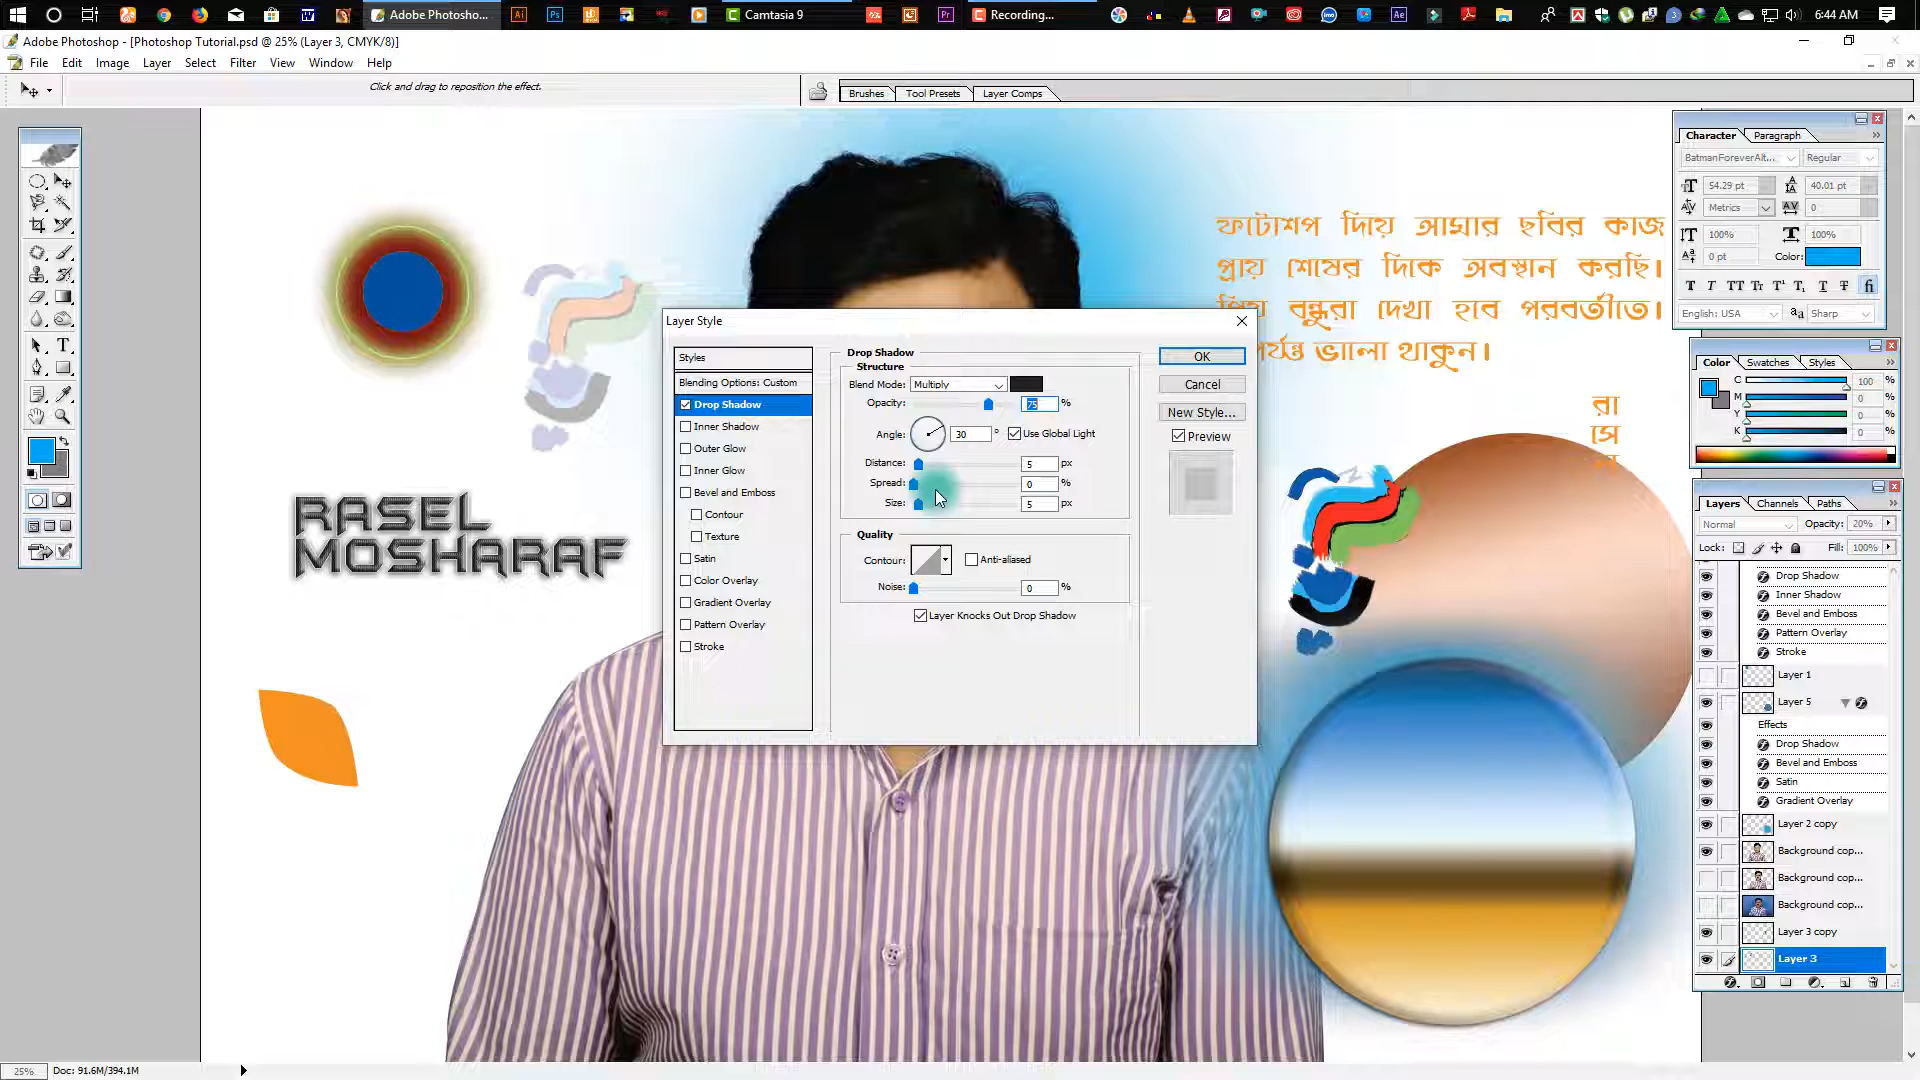 Adobe Photosho...
Camtasia 9
Recording...
6:44 AM
Adobe Photoshop - [Photoshop Tutorial.psd @ 25% (Layer 3, CMYK/8)]
File Edit Image Layer Select Filter View Window Help
Click and drag to reposition the effect.
Brushes Tool Presets Layer Comps
Character Paragraph
BatmanForeverAlt... Regular
54.29 pt 40.01 pt
Metrics 0
100% 100%
0 pt Color:
English: USA Sharp
Color Swatches Styles
C 100 %
M 0 %
Y 0 %
K 0 %
Layers Channels Paths
Normal Opacity: 20%
Lock: Fill: 100%
Drop Shadow
Inner Shadow
Bevel and Emboss
Pattern Overlay
Stroke
Layer 1
Layer 5
Effects
Drop Shadow
Bevel and Emboss
Satin
Gradient Overlay
Layer 2 copy
Background cop...
Background cop...
Background cop...
Layer 3 copy
Layer 3
ফটোশপ দিয়ে আমার ছবির কাজ
প্রায় শেষের দিকে অবস্থান করছি।
বন্ধুরা দেখা হবে পরবর্তীতে।
ভালো থাকুন।
রা
সে
RASEL
MOSHARAF
Layer Style
Styles
Blending Options: Custom
Drop Shadow
Inner Shadow
Outer Glow
Inner Glow
Bevel and Emboss
Contour
Texture
Satin
Color Overlay
Gradient Overlay
Pattern Overlay
Stroke
Drop Shadow
Structure
Blend Mode: Multiply
Opacity: 75 %
Angle: 30 ° Use Global Light
Distance: 5 px
Spread: 0 %
Size: 5 px
Quality
Contour: Anti-aliased
Noise: 0 %
Layer Knocks Out Drop Shadow
OK
Cancel
New Style...
Preview
25% Doc: 91.6M/394.1M